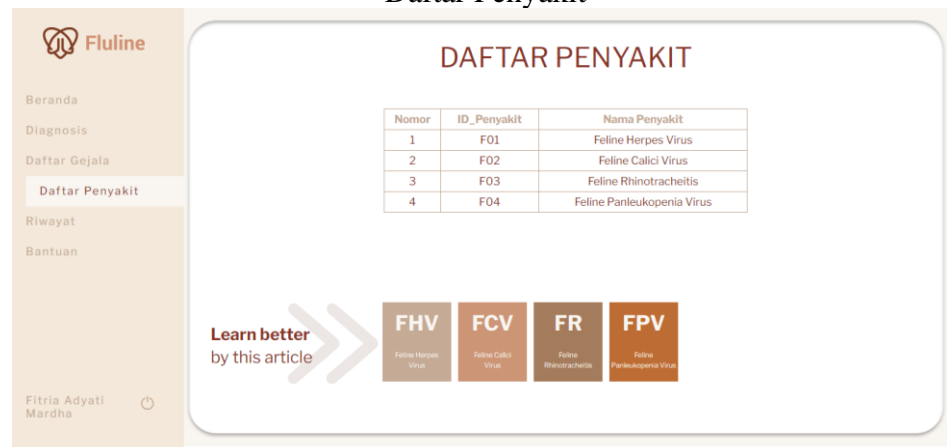 Daftar Penyakit
Fluline
Beranda
Diagnosis
Daftar Gejala
Daftar Penyakit
Riwayat
Bantuan
Fitria Adyati
Mardha
DAFTAR PENYAKIT
Nomor ID_Penyakit Nama Penyakit
1 F01 Feline Herpes Virus
2 F02 Feline Calici Virus
3 F03 Feline Rhinotracheitis
4 F04 Feline Panleukopenia Virus
Learn better
by this article
FHV
Feline Herpes
Virus
FCV
Feline Calici
Virus
FR
Feline
Rhinotracheitis
FPV
Feline
Panleukopenia Virus